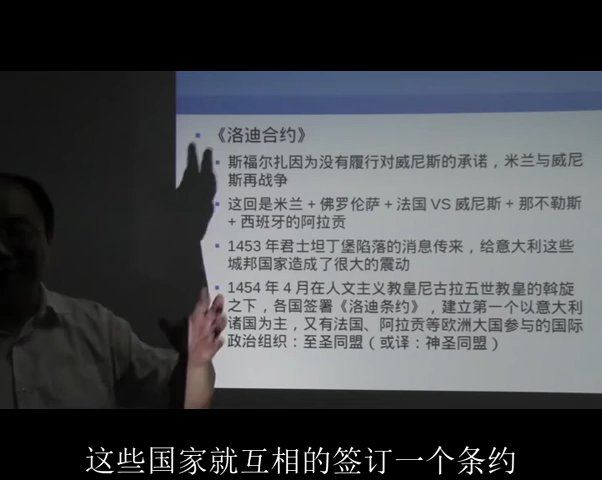 《洛迪合约》
斯福尔扎因为没有履行对威尼斯的承诺，米兰与威尼
斯再战争
这回是米兰+佛罗伦萨+法国 VS 威尼斯+那不勒斯
+西班牙的阿拉贡
1453 年君士坦丁堡陷落的消息传来，给意大利这些
城邦国家造成了很大的震动
1454 年 4 月在人文主义教皇尼古拉五世教皇的斡旋
之下，各国签署《洛迪条约》，建立第一个以意大利
诸国为主，又有法国、阿拉贡等欧洲大国参与的国际
政治组织：至圣同盟（或译：神圣同盟）
这些国家就互相的签订一个条约